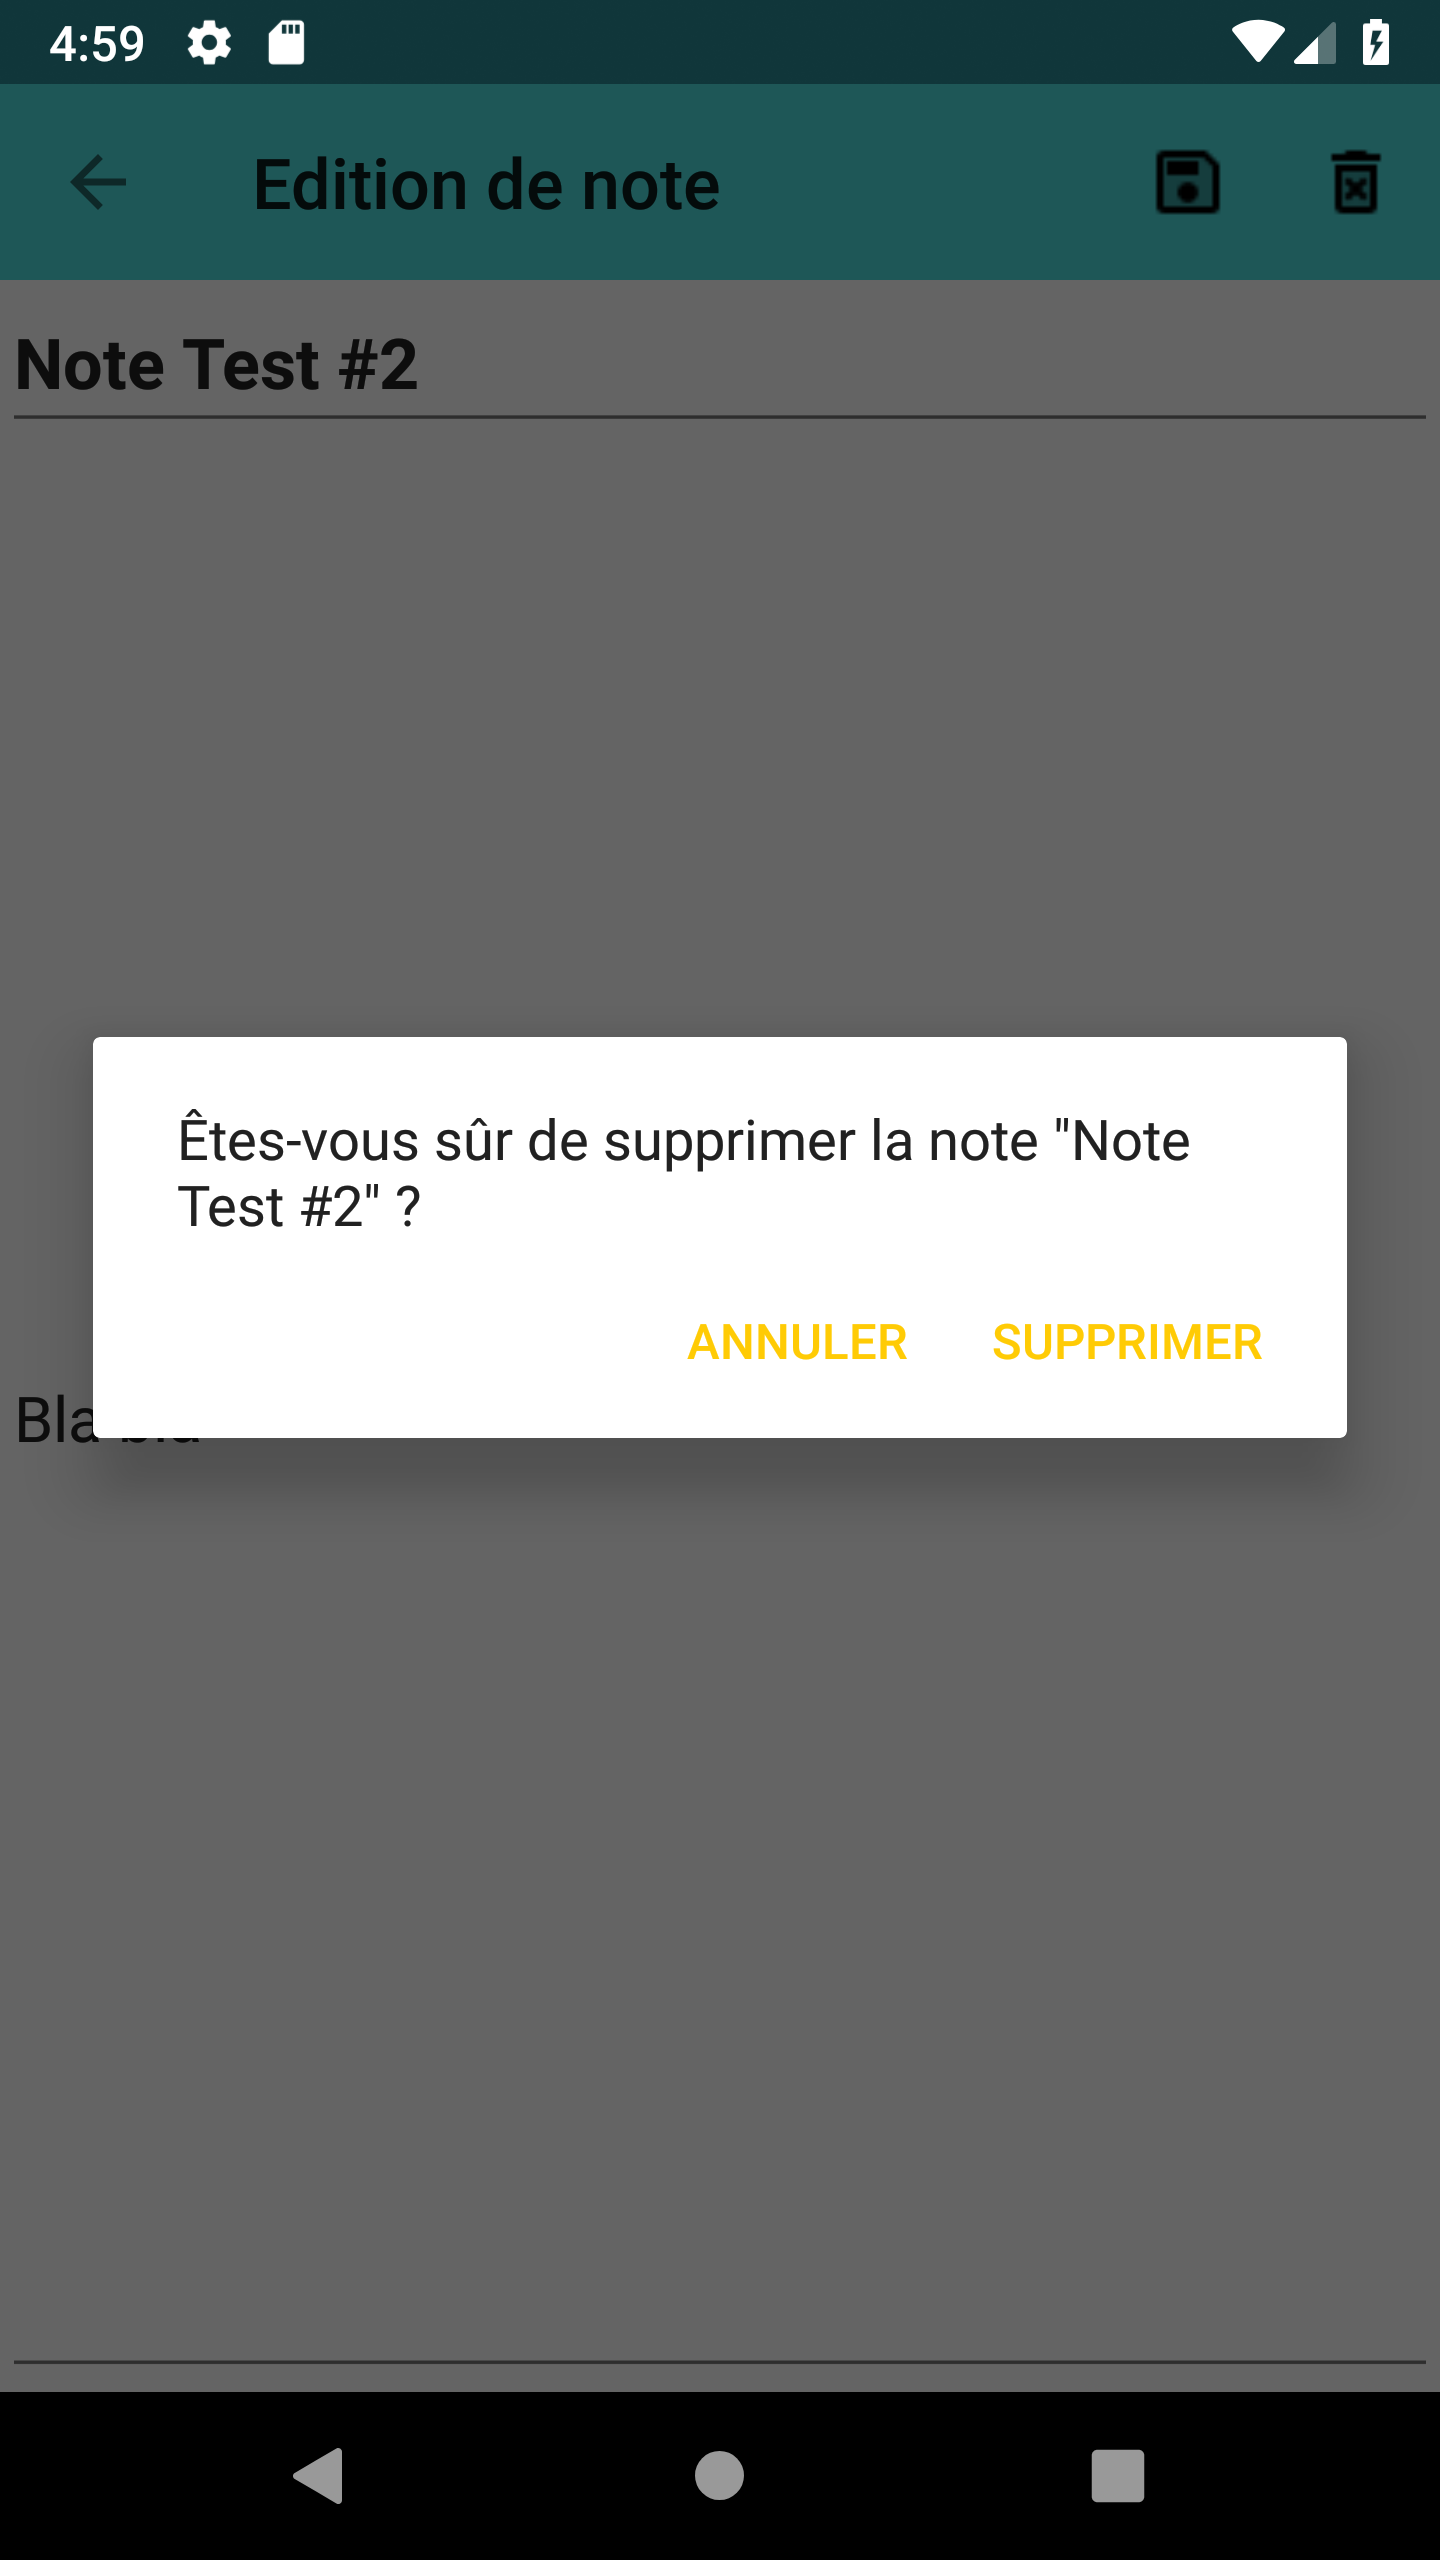 4:59
Edition de note
Note Test #2
Êtes-vous sûr de supprimer la note "Note
Test #2" ?
ANNULER SUPPRIMER
Bla bla